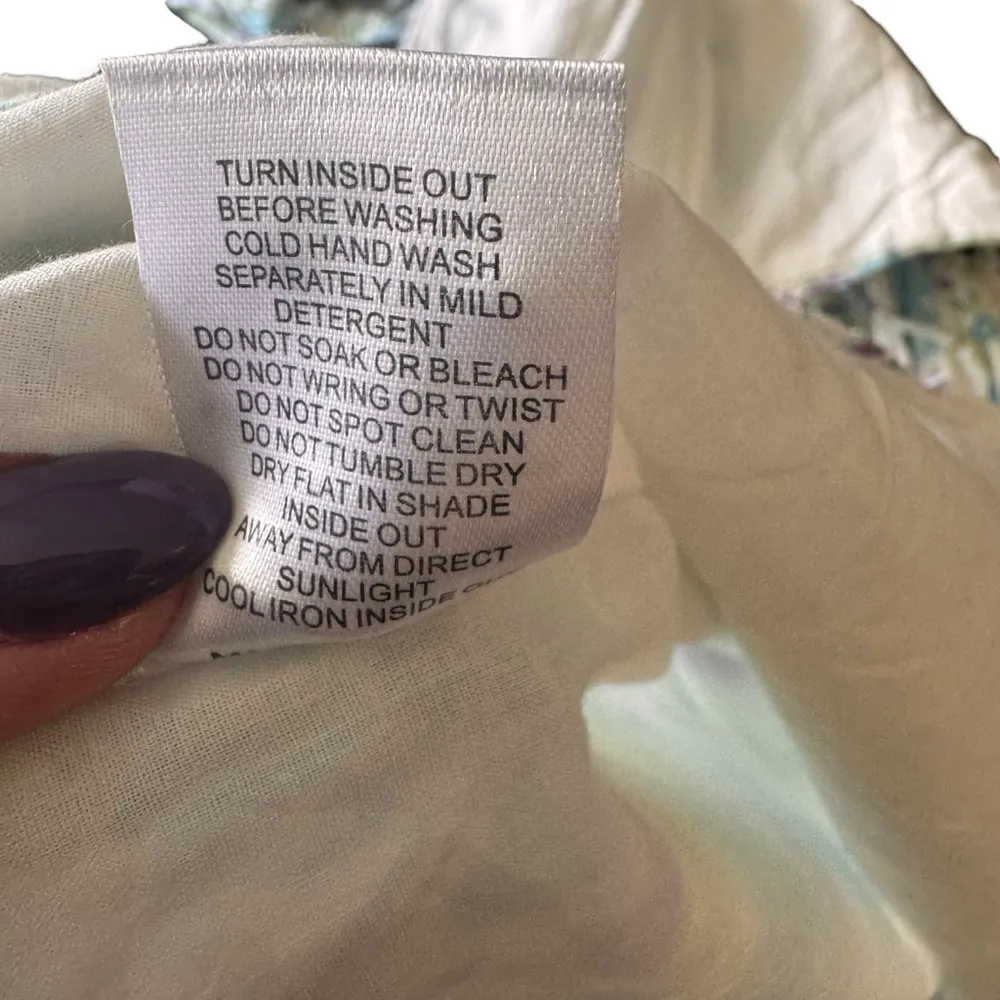 TURN INSIDE OUT
BEFORE WASHING
COLD HAND WASH
SEPARATELY IN MILD
DETERGENT
DO NOT SOAK OR BLEACH
DO NOT WRING OR TWIST
DO NOT SPOT CLEAN
DO NOT TUMBLE DRY
DRY FLAT IN SHADE
INSIDE OUT
AWAY FROM DIRECT
SUNLIGHT
COOL IRON INSIDE